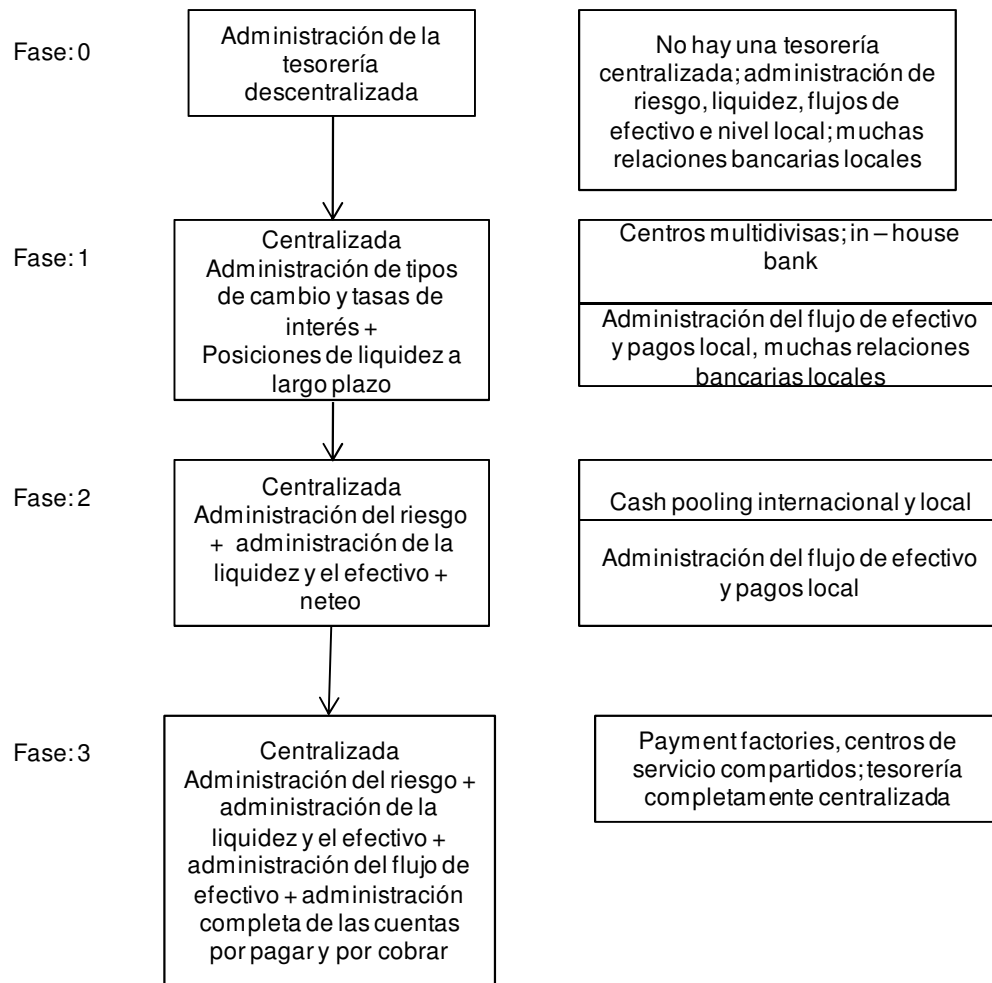 Fase: 0
Administración de la
tesorería
descentralizada
No hay una tesorería
centralizada; administración de
riesgo, liquidez, flujos de
efectivo e nivel local; muchas
relaciones bancarias locales
Fase: 1
Centralizada
Administración de tipos
de cambio y tasas de
interés +
Posiciones de liquidez a
largo plazo
Centros multidivisas; in – house
bank
Administración del flujo de efectivo
y pagos local, muchas relaciones
bancarias locales
Fase: 2
Centralizada
Administración del riesgo
+ administración de la
liquidez y el efectivo +
neteo
Cash pooling internacional y local
Administración del flujo de efectivo
y pagos local
Fase: 3
Centralizada
Administración del riesgo +
administración de la
liquidez y el efectivo +
administración del flujo de
efectivo + administración
completa de las cuentas
por pagar y por cobrar
Payment factories, centros de
servicio compartidos; tesorería
completamente centralizada